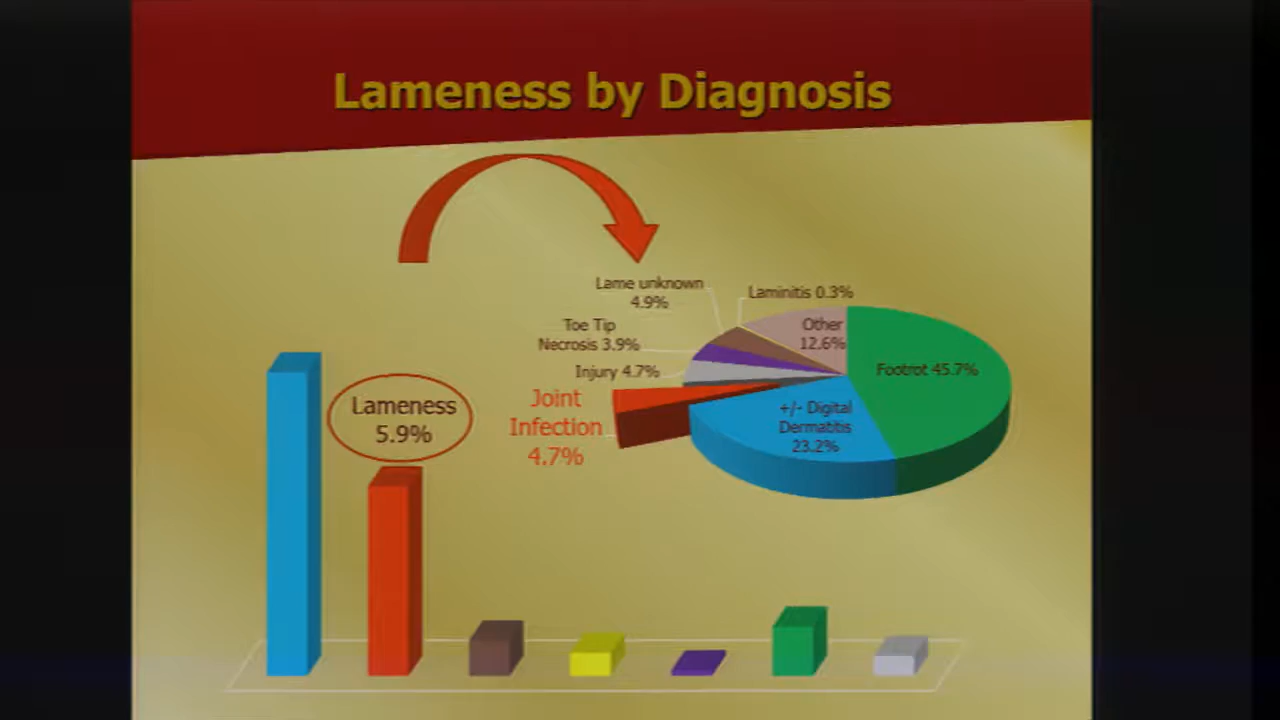 Lameness by Diagnosis
Lame unknown
4.9%
Laminitis 0.3%
Toe Tip
Necrosis 3.9%
Other
12.6%
Injury 4.7%
Footrot 45.7%
Joint
Infection
4.7%
+/- Digital
Dermatitis
23.2%
Lameness
5.9%